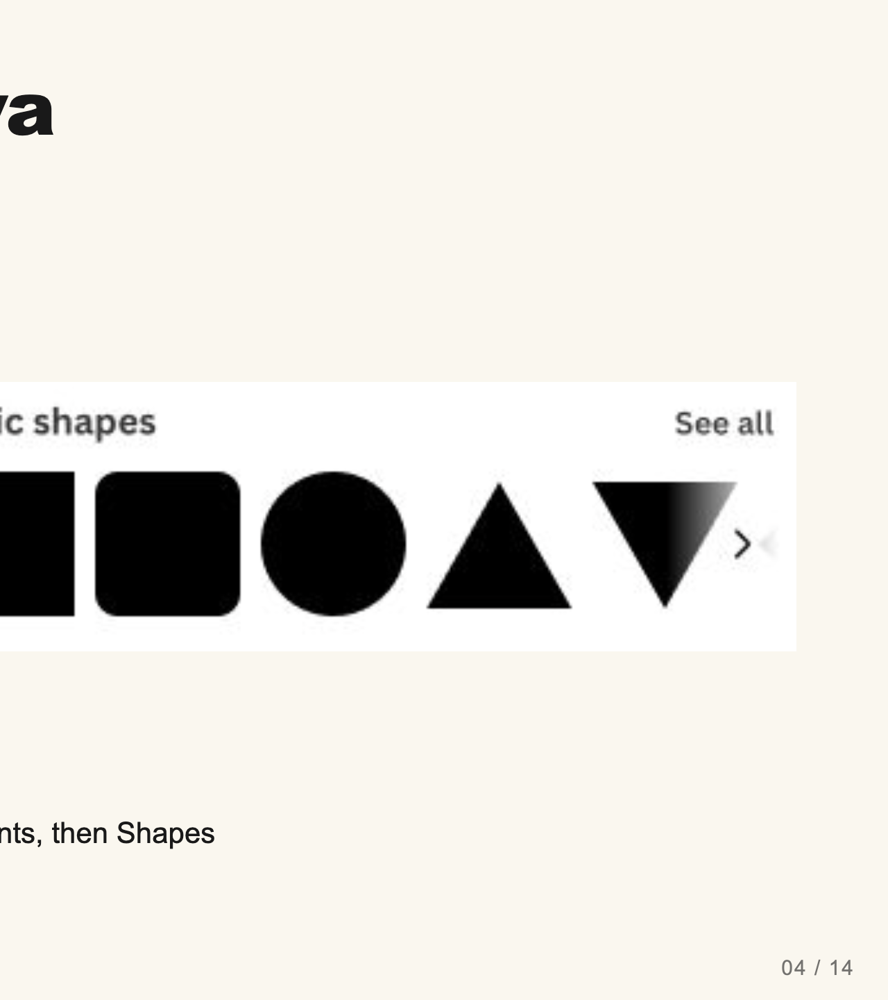 va
ic shapes
See all
nts, then Shapes
04 / 14